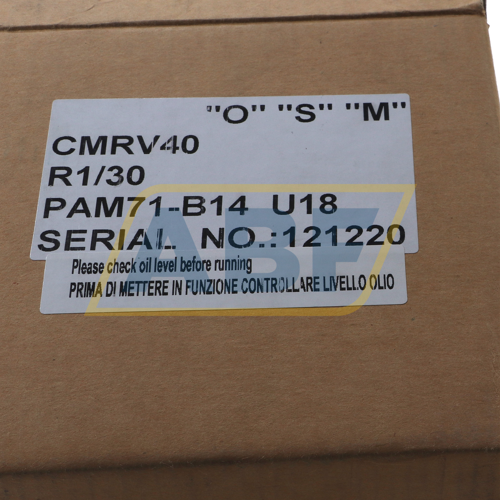 "O" "S" "M"
CMRV40
R1/30
PAM71-B14 U18
SERIAL NO.:121220
Please check oil level before running
PRIMA DI METTERE IN FUNZIONE CONTROLLARE LIVELLO OLIO
ABF